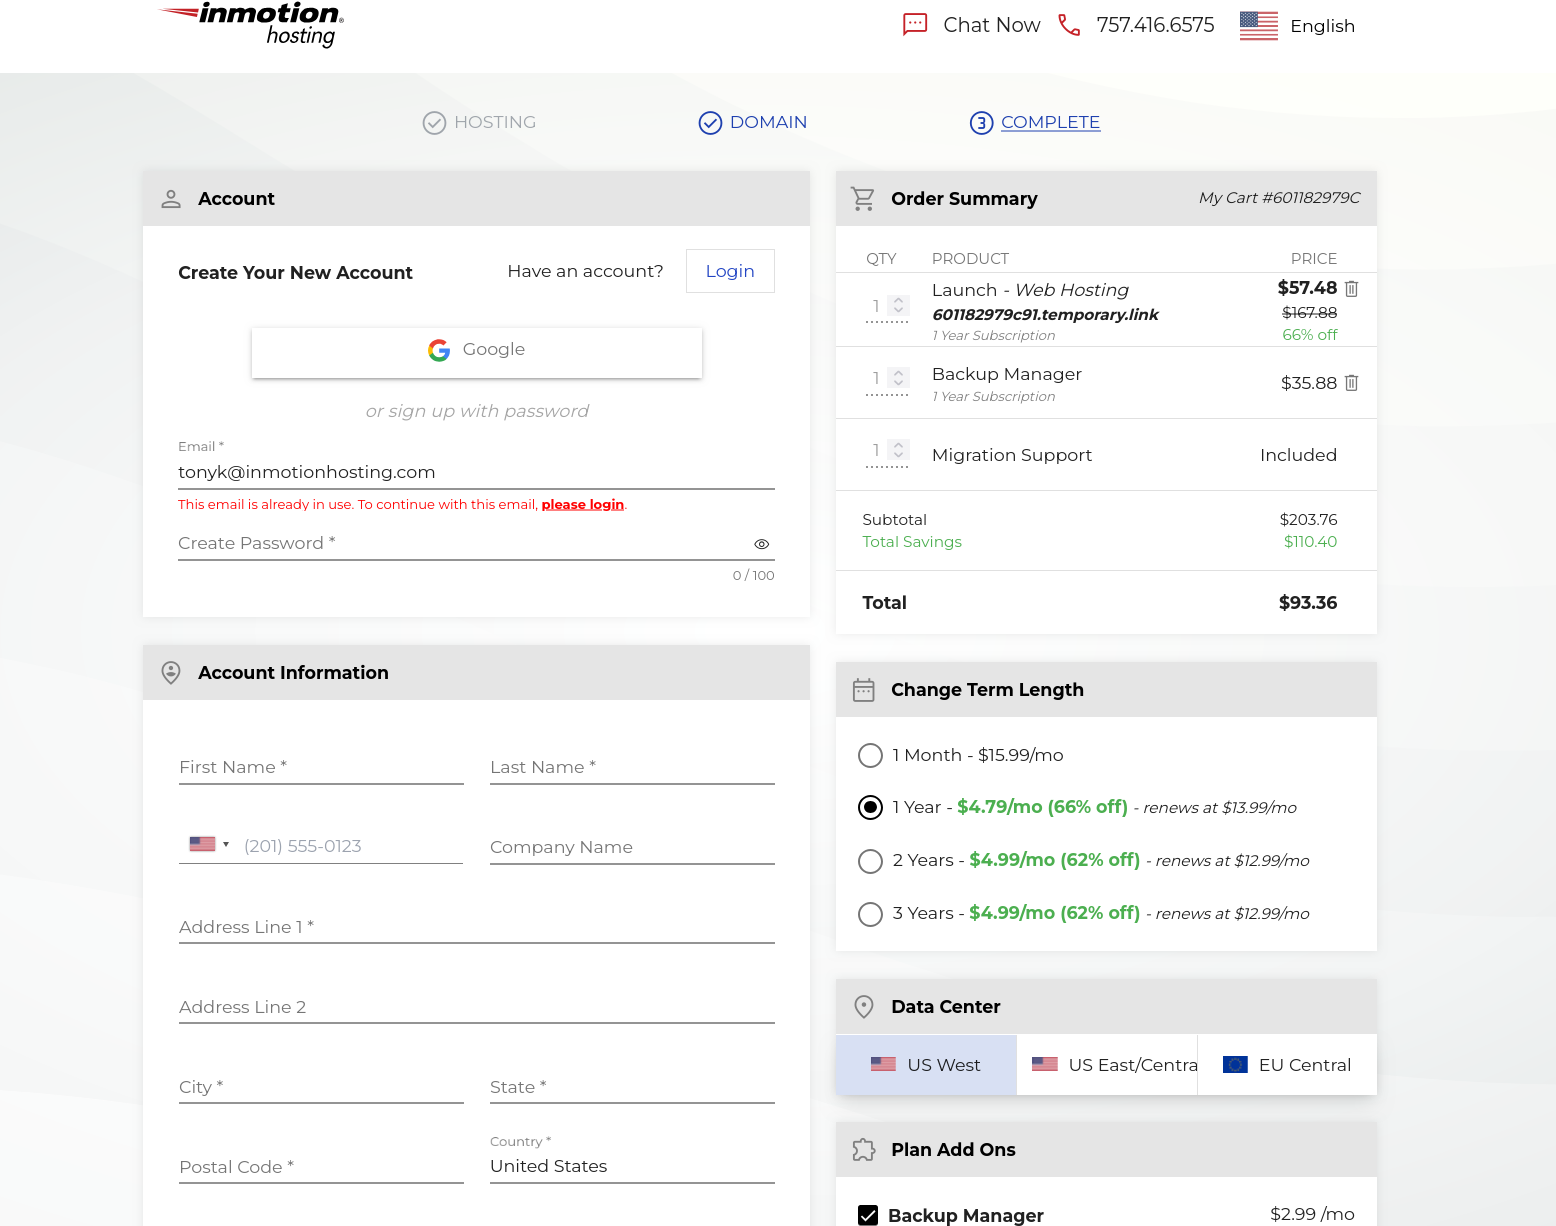 inmotion
hosting
Chat Now
757.416.6575
English
HOSTING
DOMAIN
3 COMPLETE
Account
Create Your New Account
Have an account?
Login
Google
or sign up with password
Email *
tonyk@inmotionhosting.com
This email is already in use. To continue with this email, please login.
Create Password *
0 / 100
Account Information
First Name *
Last Name *
(201) 555-0123
Company Name
Address Line 1 *
Address Line 2
City *
State *
Postal Code *
Country *
United States
Order Summary
My Cart #601182979C
QTY PRODUCT PRICE
1 Launch - Web Hosting $57.48
601182979c91.temporary.link $167.88
1 Year Subscription 66% off
1 Backup Manager $35.88
1 Year Subscription
1 Migration Support Included
Subtotal $203.76
Total Savings $110.40
Total $93.36
Change Term Length
1 Month - $15.99/mo
1 Year - $4.79/mo (66% off) - renews at $13.99/mo
2 Years - $4.99/mo (62% off) - renews at $12.99/mo
3 Years - $4.99/mo (62% off) - renews at $12.99/mo
Data Center
US West
US East/Centra
EU Central
Plan Add Ons
Backup Manager $2.99 /mo